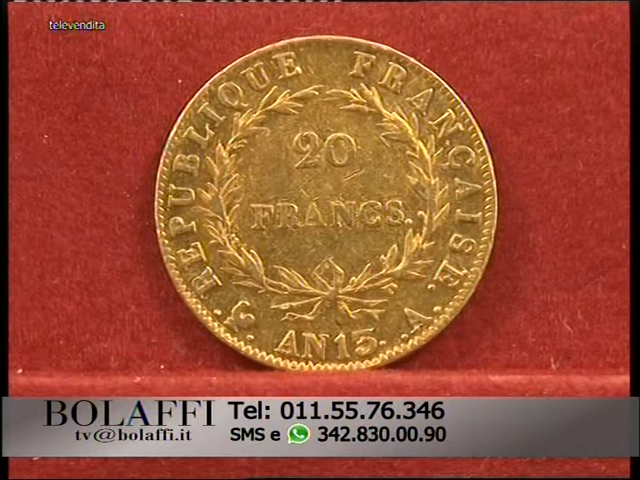 televendita
REPUBLIQUE FRANÇAISE.
20
FRANCS.
AN 13. A.
BOLAFFI
tv@bolaffi.it
Tel: 011.55.76.346
SMS e 342.830.00.90